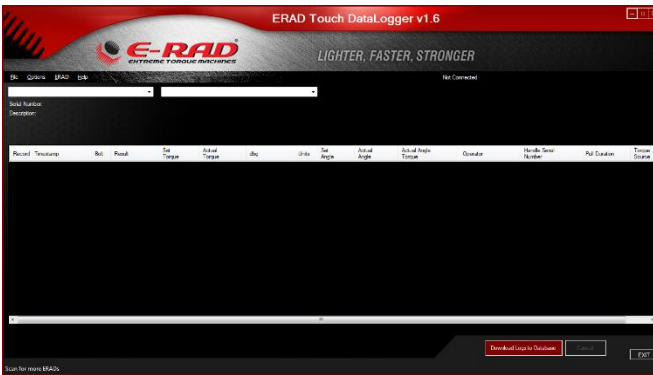 ERAD Touch DataLogger v1.6
E-RAD
EXTREME TORQUE MACHINES
LIGHTER, FASTER, STRONGER
File Options ERAD Help
Not Connected
Serial Number:
Description:
Record Timestamp Bolt Result Set Torque Actual Torque dbg Units Set Angle Actual Angle Actual Angle Torque Operator Handle Serial Number Pull Duration Torque Source
Download Logs to Database Cancel
EXIT
Scan for more ERADs